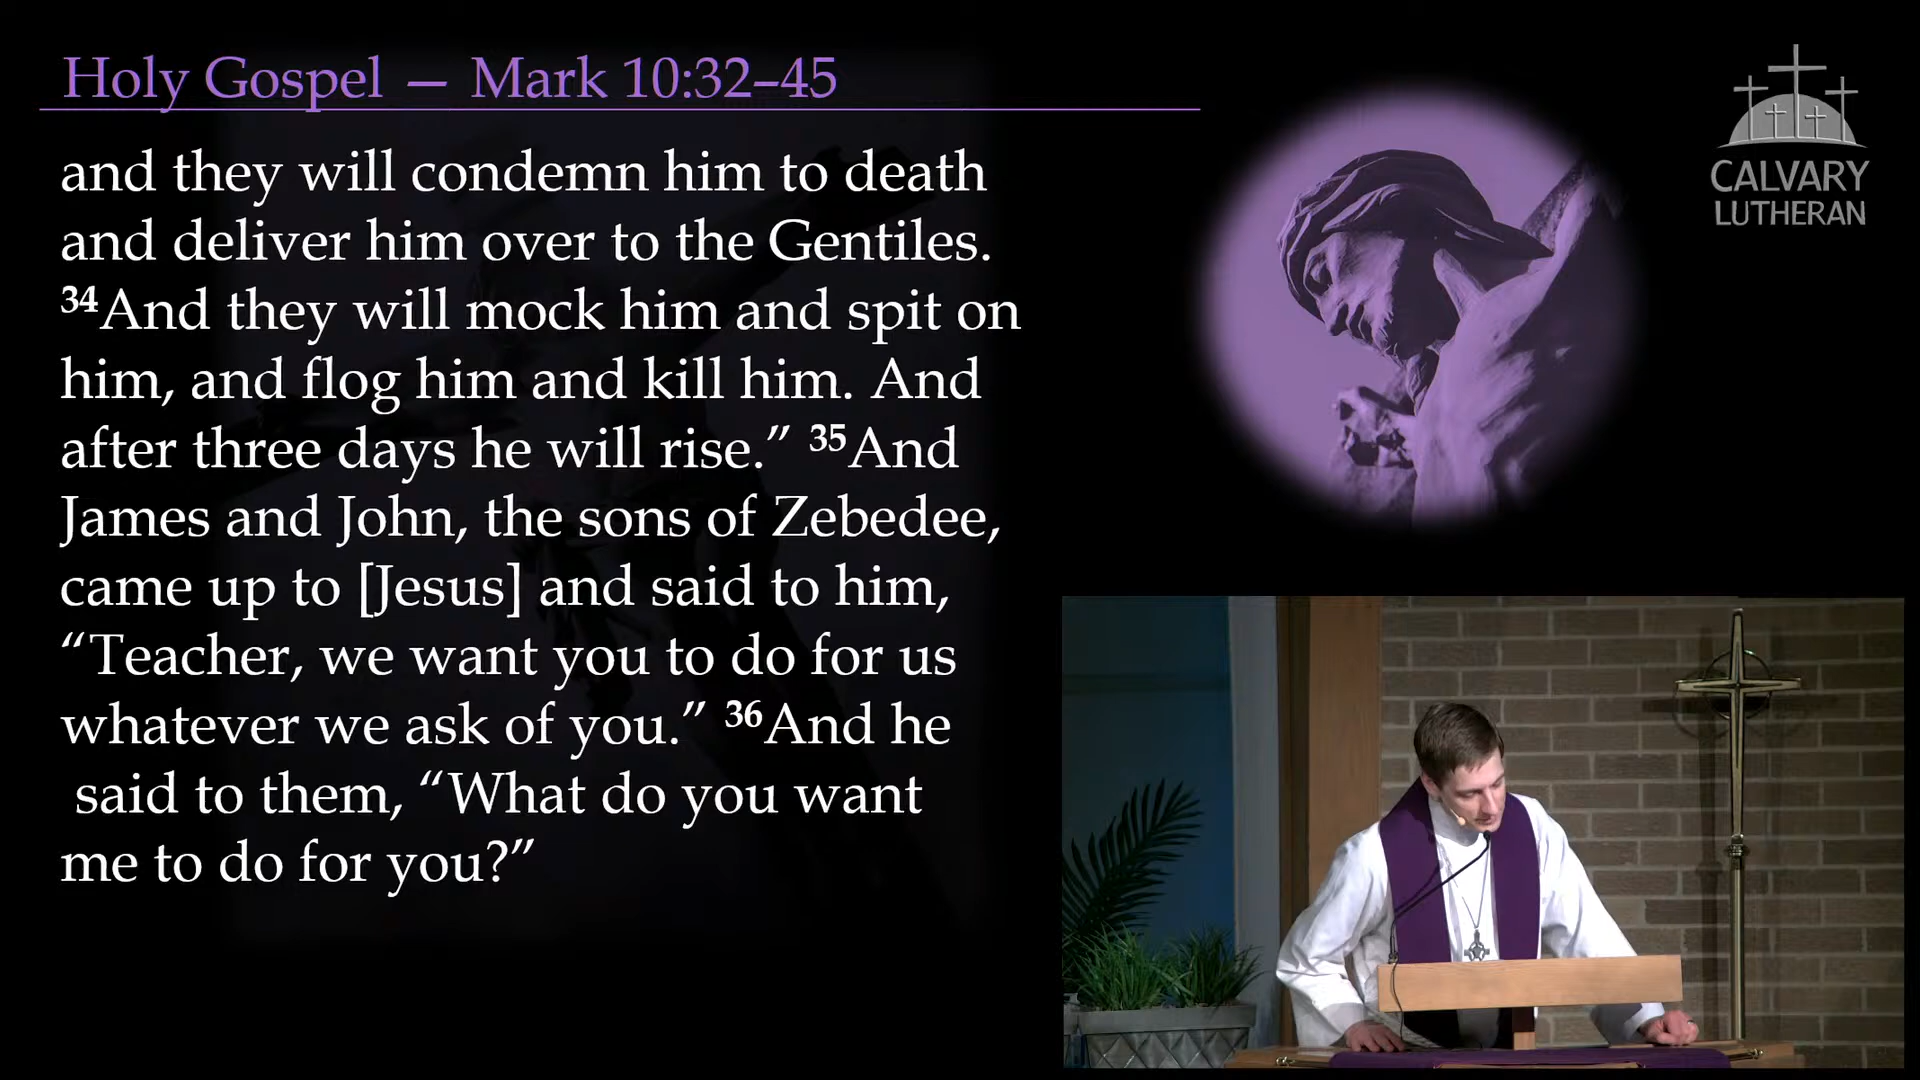 Holy Gospel — Mark 10:32–45
and they will condemn him to death
and deliver him over to the Gentiles.
34And they will mock him and spit on
him, and flog him and kill him. And
after three days he will rise.” 35And
James and John, the sons of Zebedee,
came up to [Jesus] and said to him,
“Teacher, we want you to do for us
whatever we ask of you.” 36And he
said to them, “What do you want
me to do for you?”
CALVARY
LUTHERAN